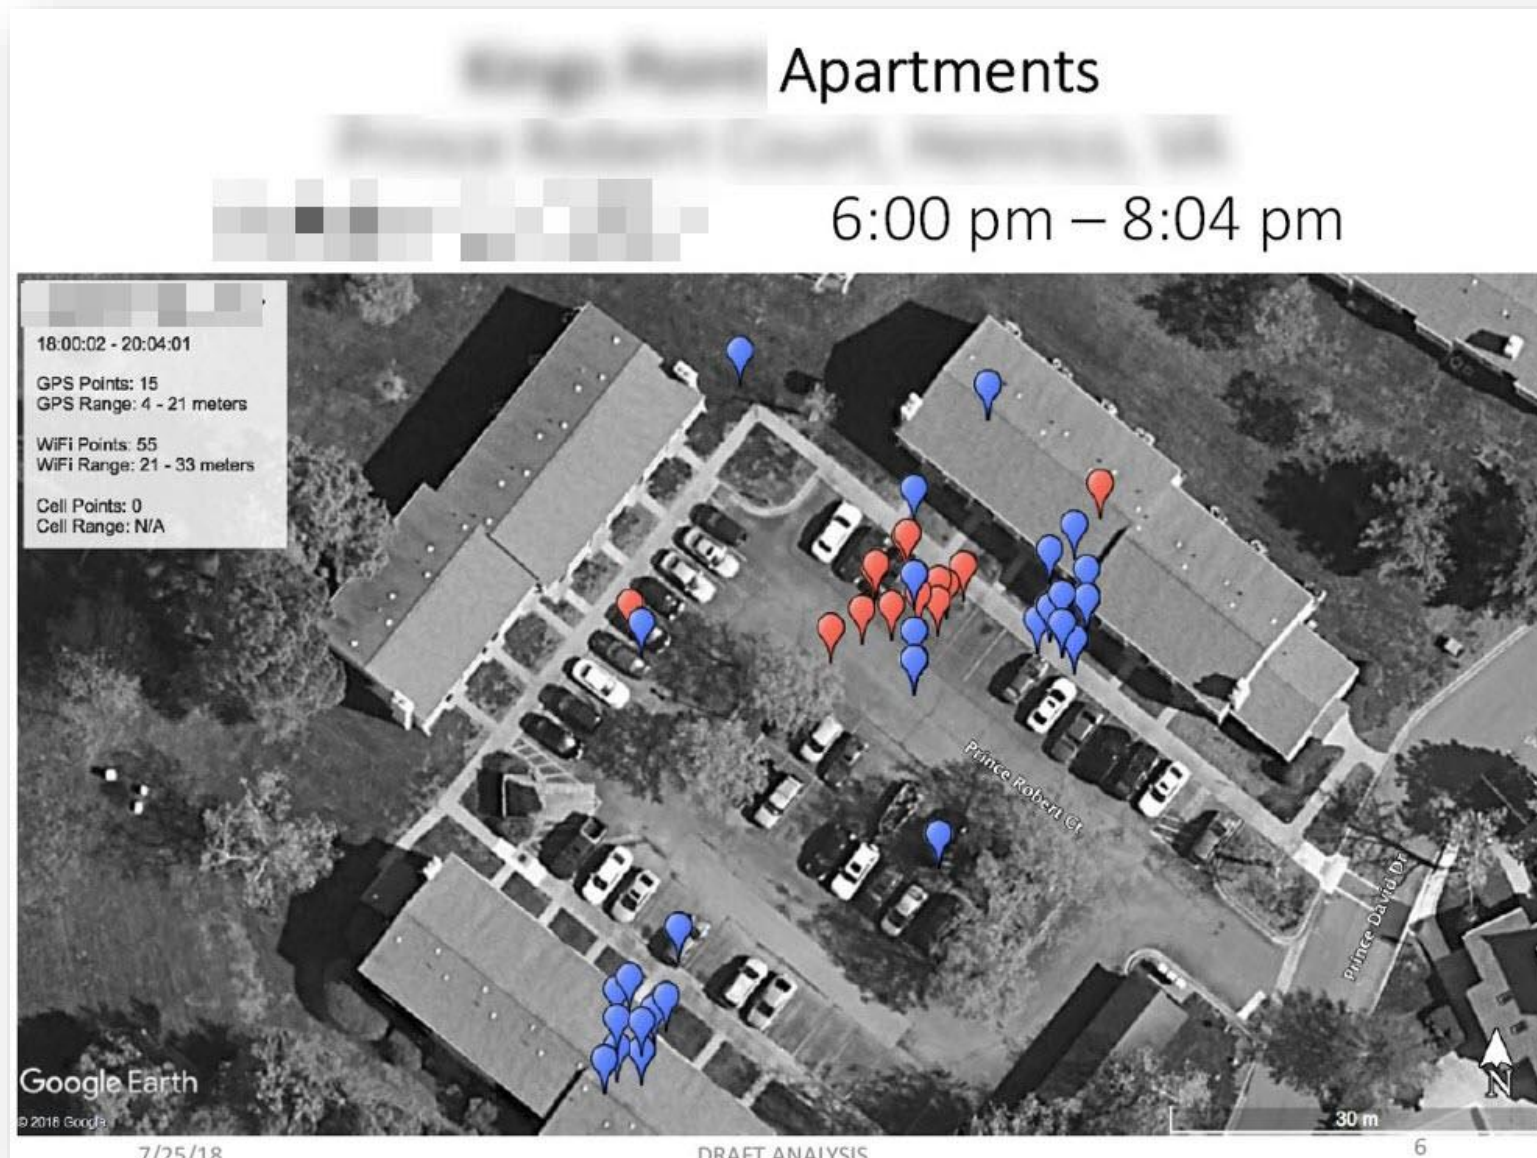 Apartments
6:00 pm – 8:04 pm
18:00:02 - 20:04:01
GPS Points: 15
GPS Range: 4 - 21 meters
WiFi Points: 55
WiFi Range: 21 - 33 meters
Cell Points: 0
Cell Range: N/A
Prince Robert Ct
Prince David Dr
Google Earth
© 2018 Google
N
30 m
7/25/18
DRAFT ANALYSIS
6